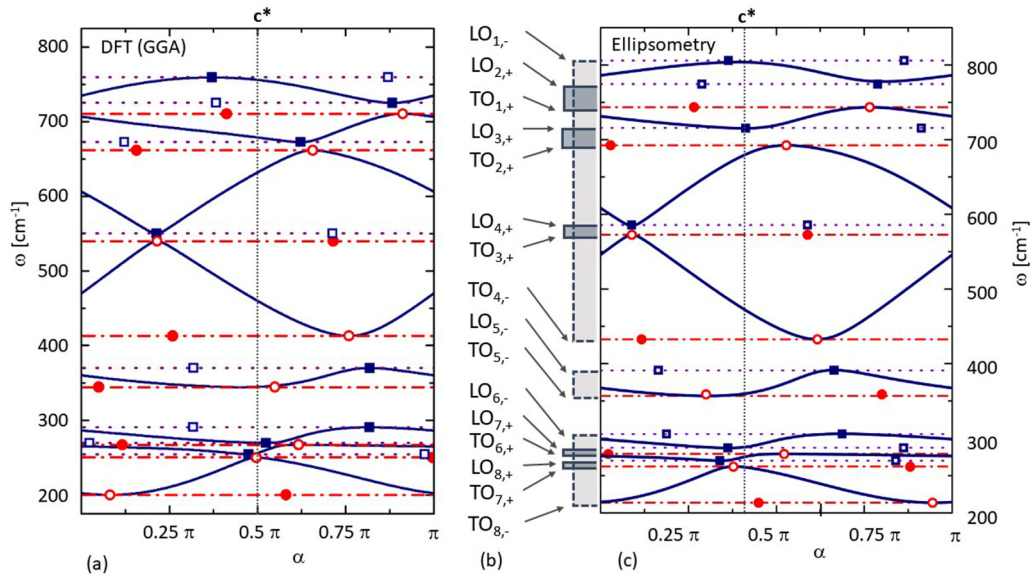 c*
DFT (GGA)
800
700
600
500
400
300
200
ω [cm-1]
0.25 π
0.5 π
0.75 π
π
α
(a)
LO1,-
LO2,+
TO1,+
LO3,+
TO2,+
LO4,+
TO3,+
TO4,-
LO5,-
TO5,-
LO6,-
LO7,+
TO6,+
LO8,+
TO7,+
TO8,-
(b)
c*
Ellipsometry
800
700
600
500
400
300
200
ω [cm-1]
0.25 π
0.5 π
0.75 π
π
α
(c)